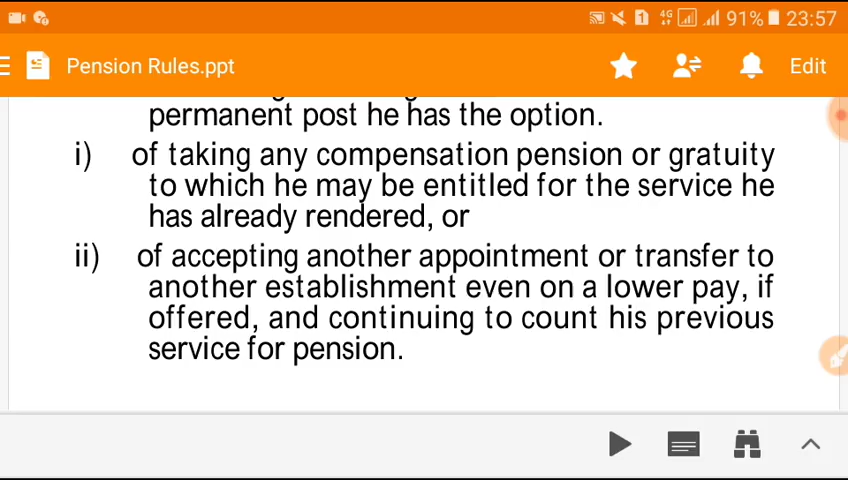 4G 1 91% 23:57
Pension Rules.ppt Edit
permanent post he has the option.
i) of taking any compensation pension or gratuity
to which he may be entitled for the service he
has already rendered, or
ii) of accepting another appointment or transfer to
another establishment even on a lower pay, if
offered, and continuing to count his previous
service for pension.